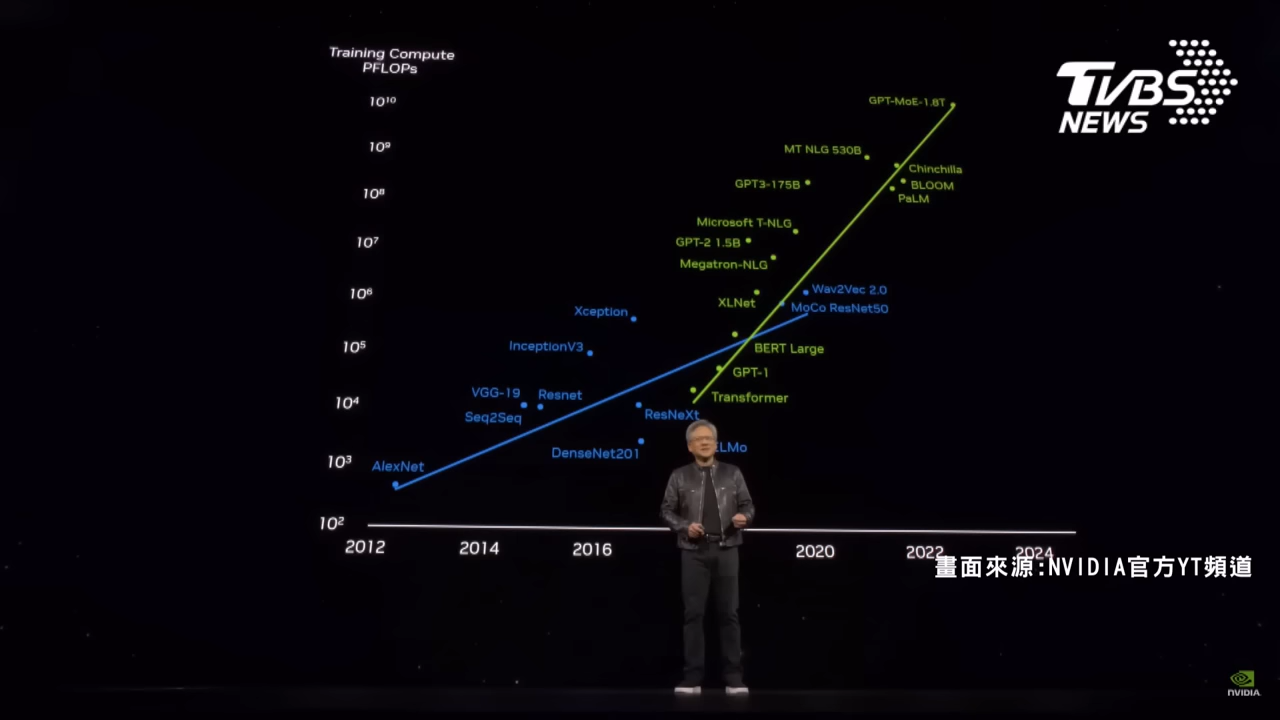 Training Compute
PFLOPs
TVBS
NEWS
10¹⁰
GPT-MoE-1.8T
10⁹
MT NLG 530B
Chinchilla
GPT3-175B
BLOOM
10⁸
PaLM
Microsoft T-NLG
10⁷
GPT-2 1.5B
Megatron-NLG
10⁶
Wav2Vec 2.0
XLNet
MoCo ResNet50
Xception
10⁵
InceptionV3
BERT Large
GPT-1
VGG-19
Resnet
Transformer
10⁴
Seq2Seq
ResNeXt
ELMo
DenseNet201
10³
AlexNet
10²
2012
2014
2016
2020
2022
2024
畫面來源:NVIDIA官方YT頻道
NVIDIA